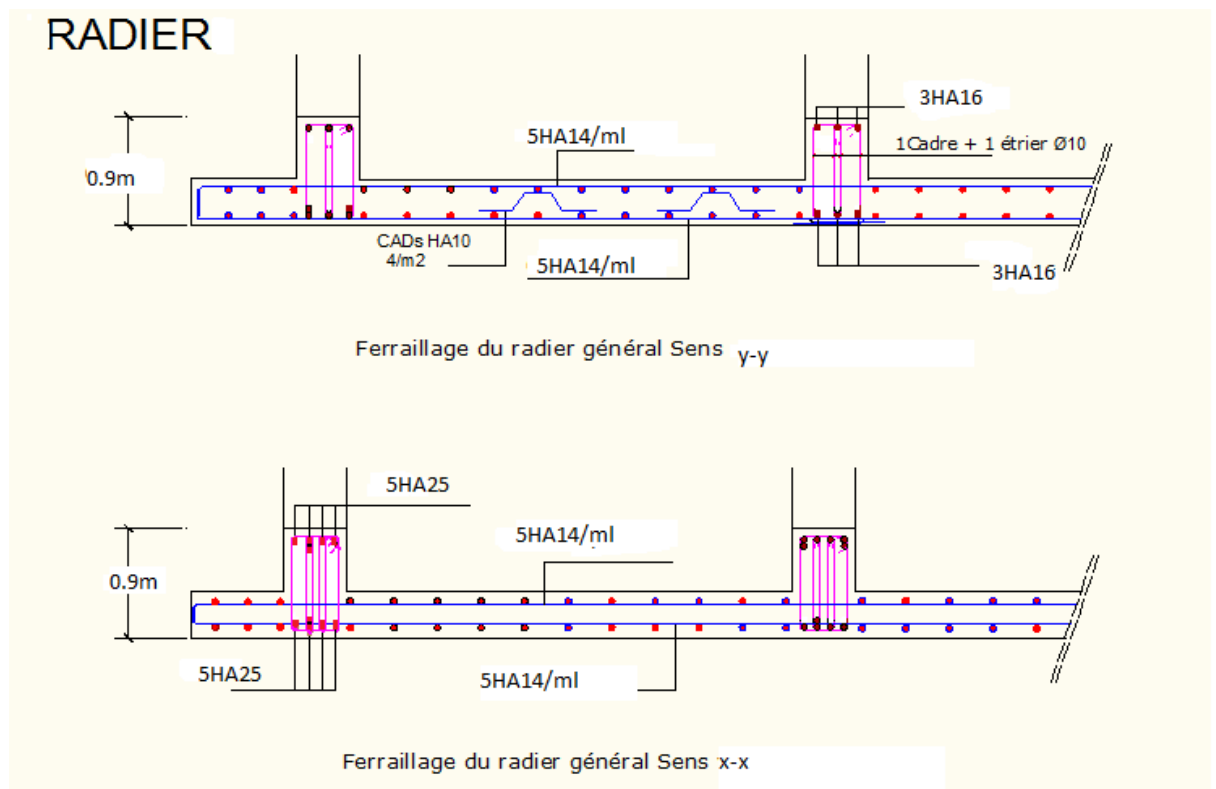 RADIER
3HA16
5HA14/ml
1Cadre + 1 étrier Ø10
0.9m
CADs HA10
4/m2
5HA14/ml
3HA16
Ferraillage du radier général Sens y-y
5HA25
5HA14/ml
0.9m
5HA25
5HA14/ml
Ferraillage du radier général Sens x-x